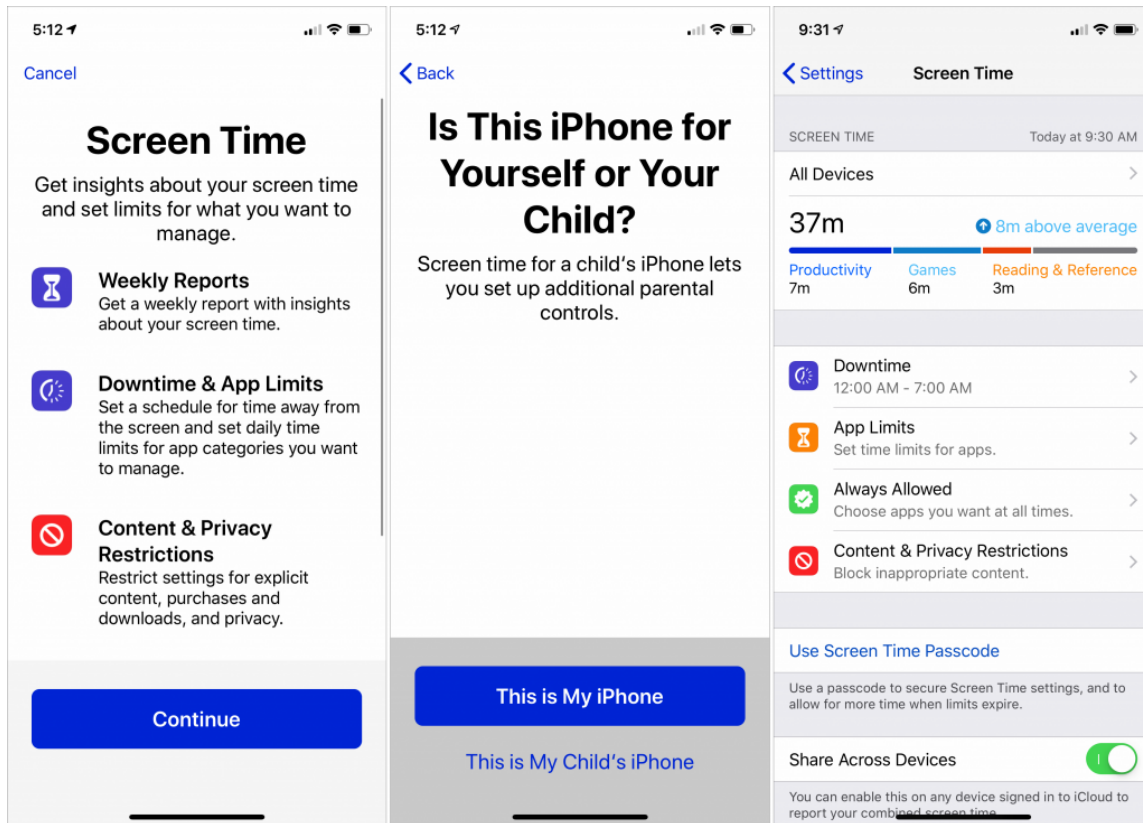 5:12
Cancel
Screen Time
Get insights about your screen time
and set limits for what you want to
manage.
Weekly Reports
Get a weekly report with insights
about your screen time.
Downtime & App Limits
Set a schedule for time away from
the screen and set daily time
limits for app categories you want
to manage.
Content & Privacy
Restrictions
Restrict settings for explicit
content, purchases and
downloads, and privacy.
Continue
5:12
Back
Is This iPhone for
Yourself or Your
Child?
Screen time for a child's iPhone lets
you set up additional parental
controls.
This is My iPhone
This is My Child's iPhone
9:31
Settings
Screen Time
SCREEN TIME
Today at 9:30 AM
All Devices
37m
8m above average
Productivity Games Reading & Reference
7m 6m 3m
Downtime
12:00 AM - 7:00 AM
App Limits
Set time limits for apps.
Always Allowed
Choose apps you want at all times.
Content & Privacy Restrictions
Block inappropriate content.
Use Screen Time Passcode
Use a passcode to secure Screen Time settings, and to
allow for more time when limits expire.
Share Across Devices
You can enable this on any device signed in to iCloud to
report your combined screen time.